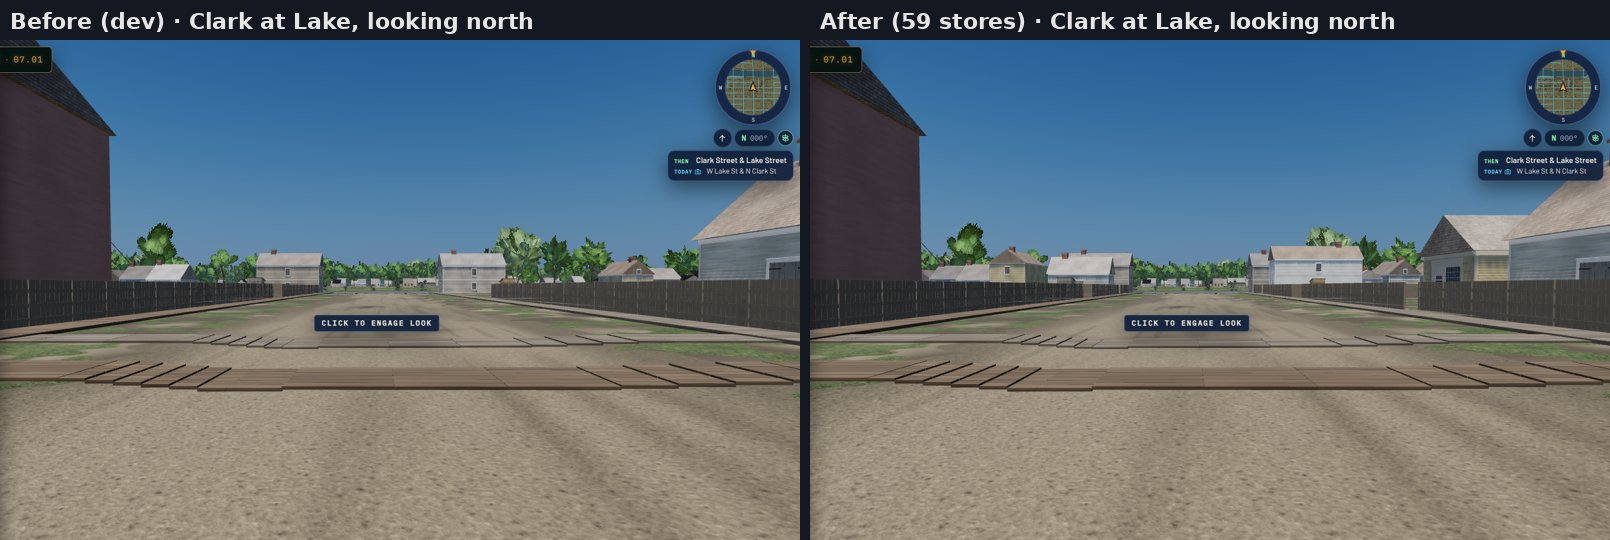 Before (dev) · Clark at Lake, looking north
· 07.01
W
E
S
N 000°
THEN Clark Street & Lake Street
TODAY W Lake St & N Clark St
CLICK TO ENGAGE LOOK
After (59 stores) · Clark at Lake, looking north
· 07.01
W
E
S
N 000°
THEN Clark Street & Lake Street
TODAY W Lake St & N Clark St
CLICK TO ENGAGE LOOK